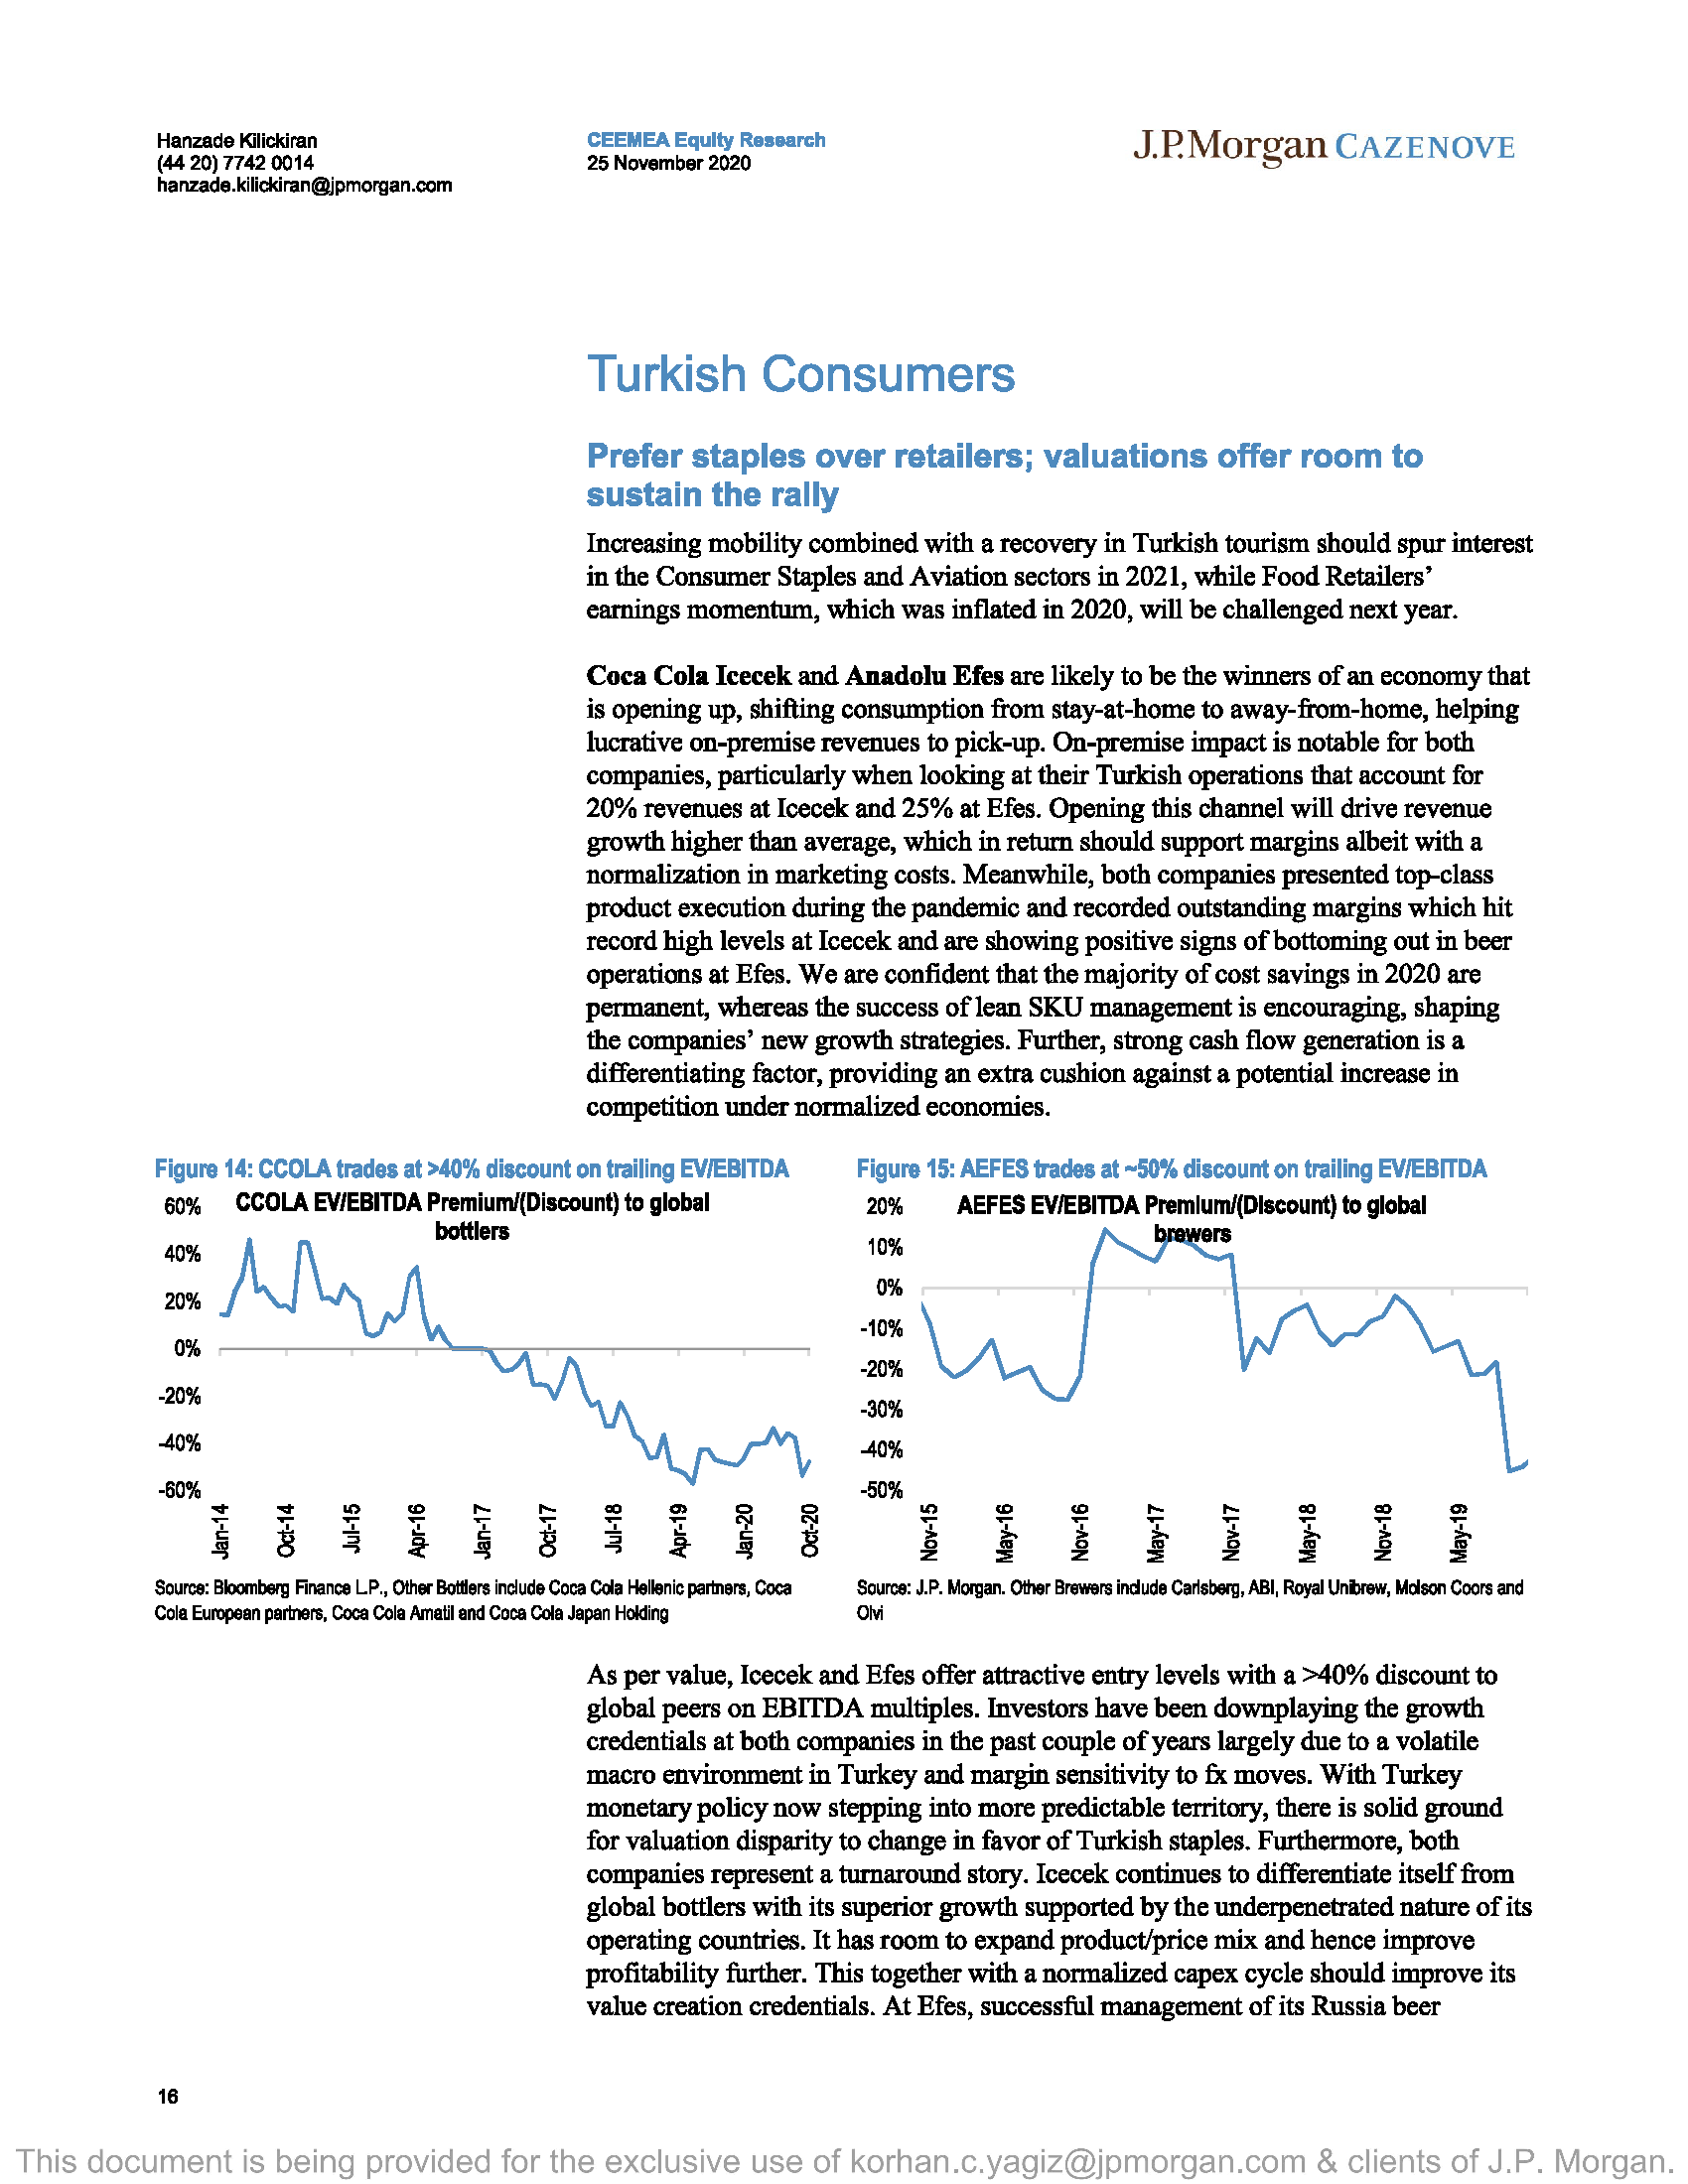 Hanzade Kilickiran
(44 20) 7742 0014
hanzade.kilickiran@jpmorgan.com
CEEMEA Equity Research
25 November 2020
J.P.Morgan CAZENOVE
Turkish Consumers
Prefer staples over retailers; valuations offer room to
sustain the rally
Increasing mobility combined with a recovery in Turkish tourism should spur interest
in the Consumer Staples and Aviation sectors in 2021, while Food Retailers’
earnings momentum, which was inflated in 2020, will be challenged next year.
Coca Cola Icecek and Anadolu Efes are likely to be the winners of an economy that
is opening up, shifting consumption from stay-at-home to away-from-home, helping
lucrative on-premise revenues to pick-up. On-premise impact is notable for both
companies, particularly when looking at their Turkish operations that account for
20% revenues at Icecek and 25% at Efes. Opening this channel will drive revenue
growth higher than average, which in return should support margins albeit with a
normalization in marketing costs. Meanwhile, both companies presented top-class
product execution during the pandemic and recorded outstanding margins which hit
record high levels at Icecek and are showing positive signs of bottoming out in beer
operations at Efes. We are confident that the majority of cost savings in 2020 are
permanent, whereas the success of lean SKU management is encouraging, shaping
the companies’ new growth strategies. Further, strong cash flow generation is a
differentiating factor, providing an extra cushion against a potential increase in
competition under normalized economies.
Figure 14: CCOLA trades at >40% discount on trailing EV/EBITDA
CCOLA EV/EBITDA Premium/(Discount) to global
bottlers
60%
40%
20%
0%
-20%
-40%
-60%
Jan-14
Oct-14
Jul-15
Apr-16
Jan-17
Oct-17
Jul-18
Apr-19
Jan-20
Oct-20
Source: Bloomberg Finance L.P., Other Bottlers include Coca Cola Hellenic partners, Coca
Cola European partners, Coca Cola Amatil and Coca Cola Japan Holding
Figure 15: AEFES trades at ~50% discount on trailing EV/EBITDA
AEFES EV/EBITDA Premium/(Discount) to global
brewers
20%
10%
0%
-10%
-20%
-30%
-40%
-50%
Nov-15
May-16
Nov-16
May-17
Nov-17
May-18
Nov-18
May-19
Source: J.P. Morgan. Other Brewers include Carlsberg, ABI, Royal Unibrew, Molson Coors and
Olvi
As per value, Icecek and Efes offer attractive entry levels with a >40% discount to
global peers on EBITDA multiples. Investors have been downplaying the growth
credentials at both companies in the past couple of years largely due to a volatile
macro environment in Turkey and margin sensitivity to fx moves. With Turkey
monetary policy now stepping into more predictable territory, there is solid ground
for valuation disparity to change in favor of Turkish staples. Furthermore, both
companies represent a turnaround story. Icecek continues to differentiate itself from
global bottlers with its superior growth supported by the underpenetrated nature of its
operating countries. It has room to expand product/price mix and hence improve
profitability further. This together with a normalized capex cycle should improve its
value creation credentials. At Efes, successful management of its Russia beer
16
This document is being provided for the exclusive use of korhan.c.yagiz@jpmorgan.com & clients of J.P. Morgan.